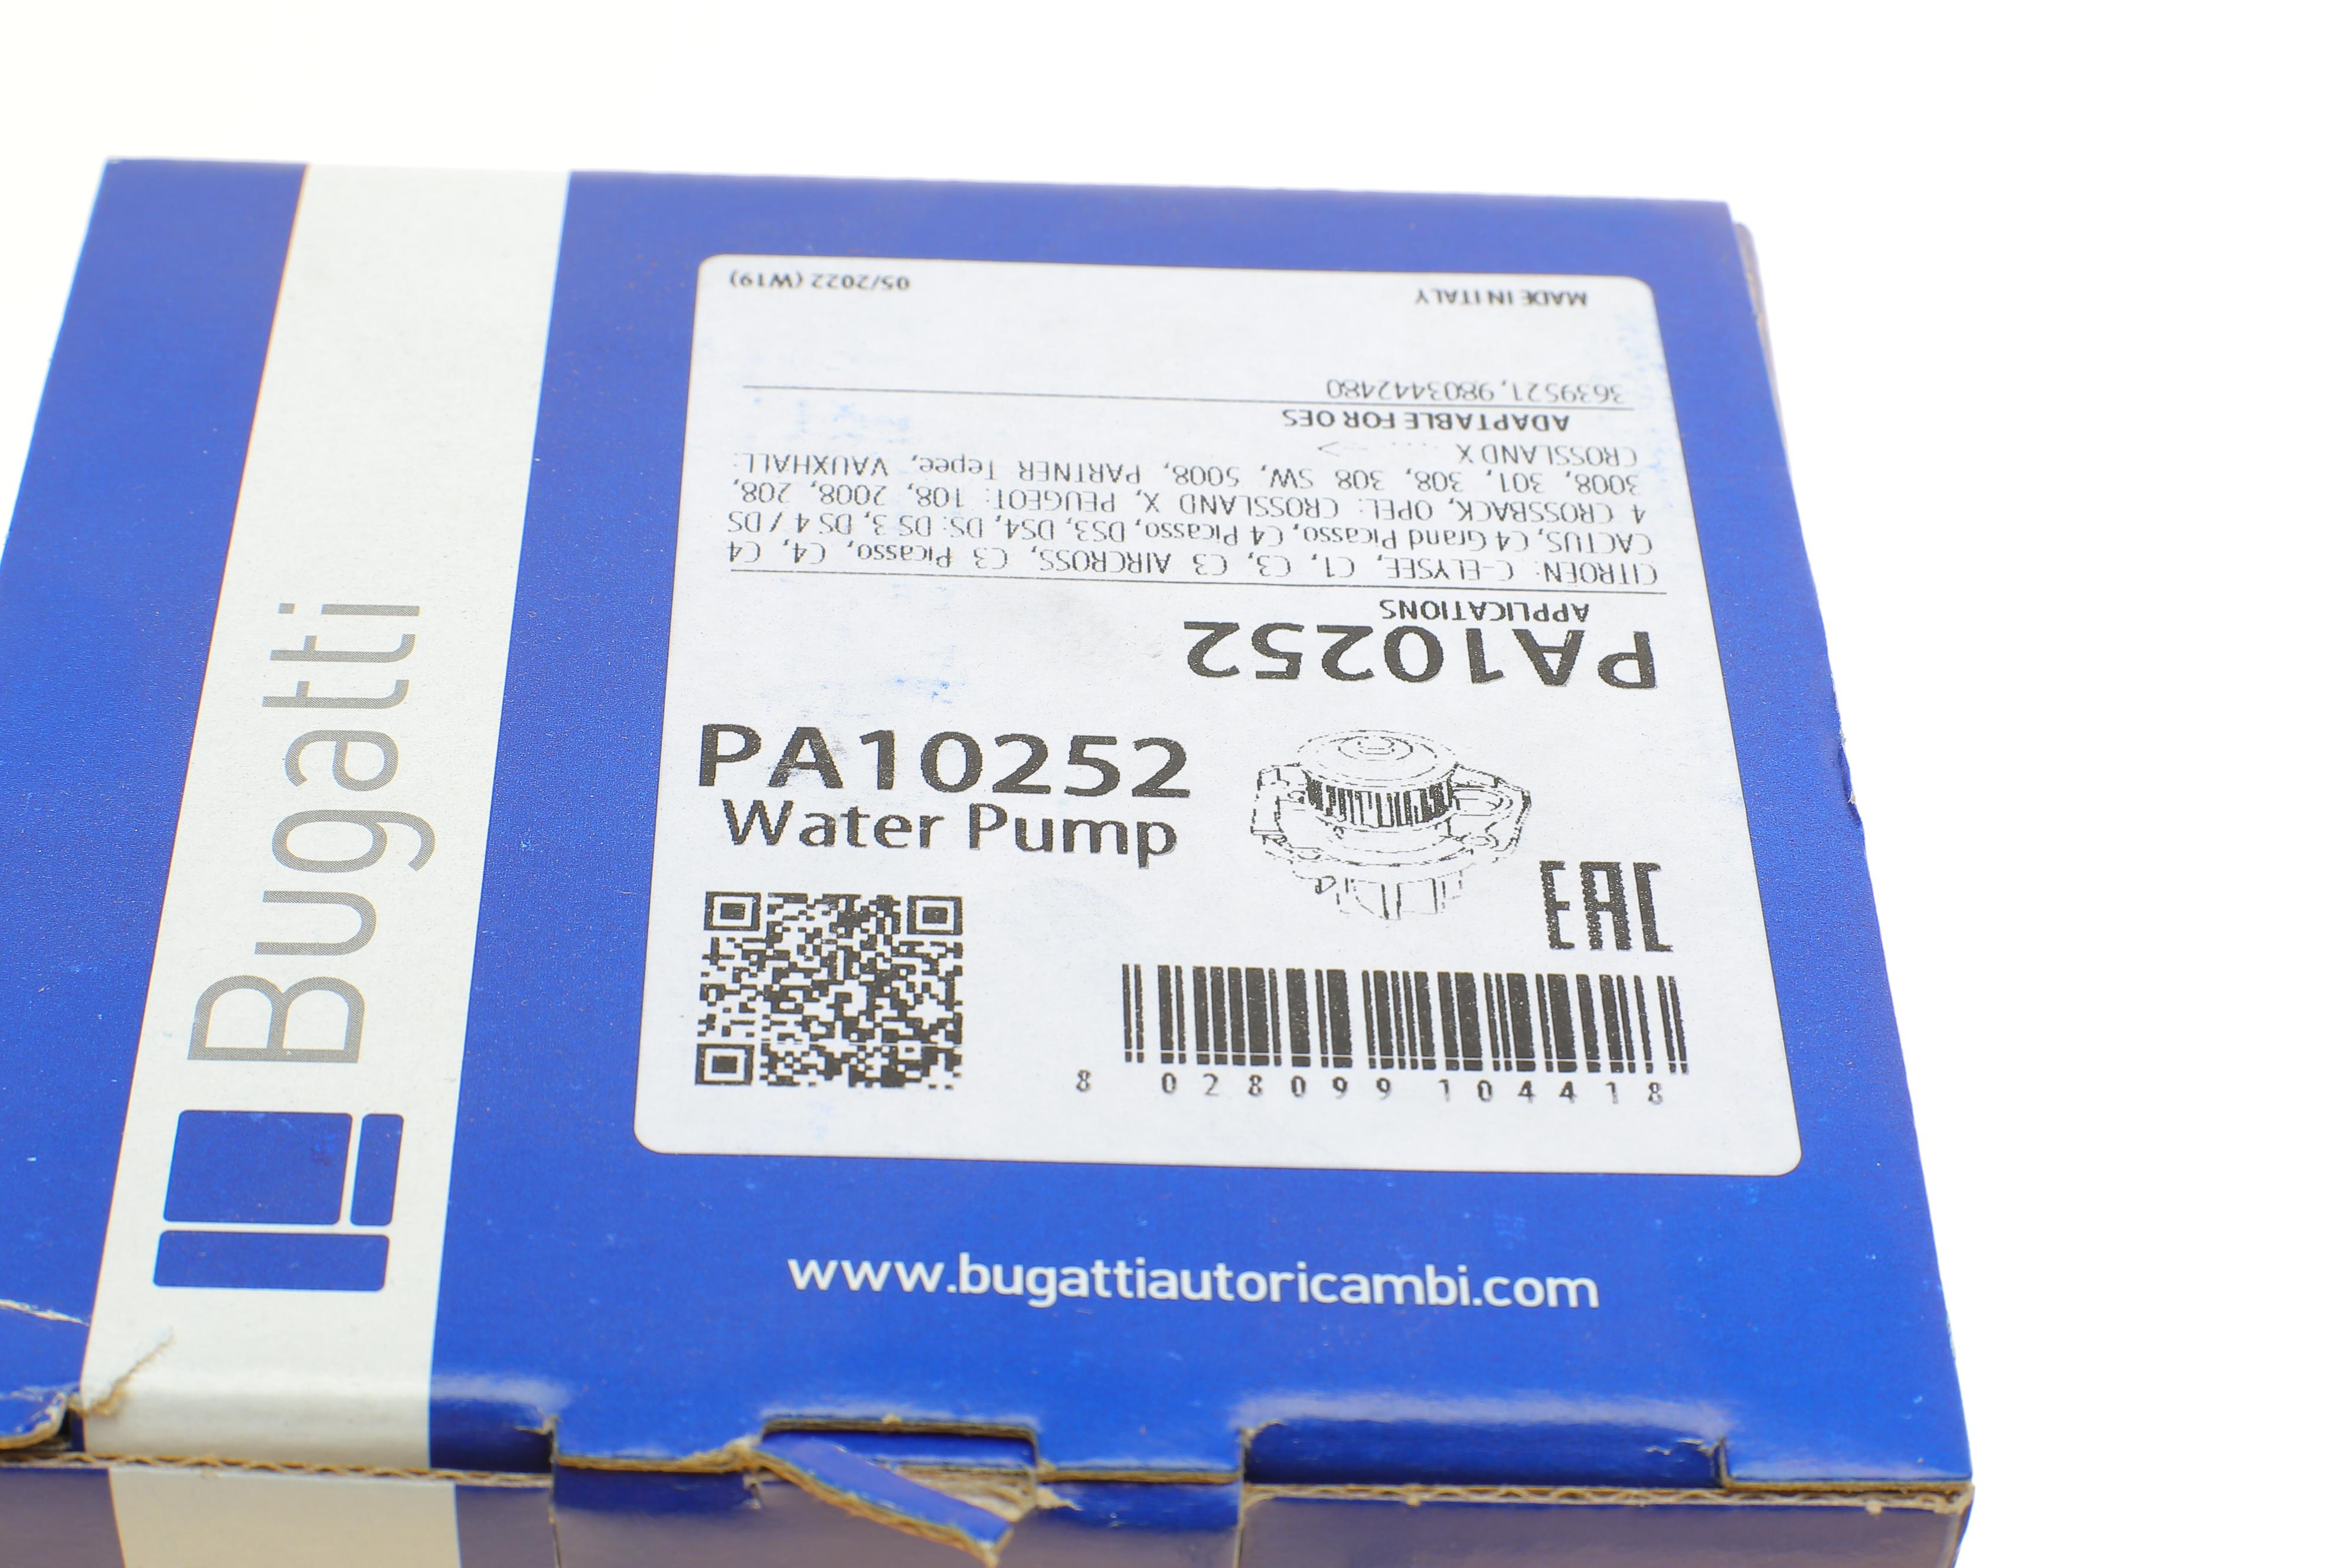 Bugatti
PA10252
Water Pump
EAC
8 028099 104418
www.bugattiautoricambi.com
PA10252
APPLICATIONS
CITROËN: C-ELYSEE, C1, C3, C3 AIRCROSS, C3 Picasso, C4, C4
CACTUS, C4 Grand Picasso, C4 Picasso, DS3, DS4, DS: DS 3, DS 4 / DS
4 CROSSBACK, OPEL: CROSSLAND X, PEUGEOT: 108, 2008, 208,
3008, 301, 308, 308 SW, 5008, PARTNER Tepee, VAUXHALL:
CROSSLAND X
ADAPTABLE FOR OES
3639521, 9803442480
MADE IN ITALY 05/2022 (W19)